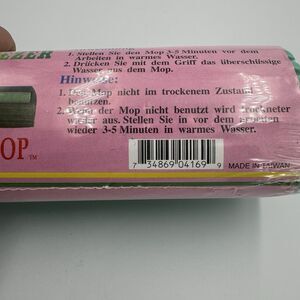 EEZER
1. Stellen Sie den Mop 3-5 Minuten vor dem
Arbeiten in warmes Wasser.
2. Drücken Sie mit dem Griff das überschüssige
Wasser aus dem Mop.
Hinweise:
1. Den Mop nicht im trockenem Zustand
benutzen.
2. Wenn der Mop nicht benutzt wird trockneter
wieder aus. Stellen Sie in vor dem arbeiten
wieder 3-5 Minuten in warmes Wasser.
OP™
7 34869 04169 9
MADE IN TAIWAN